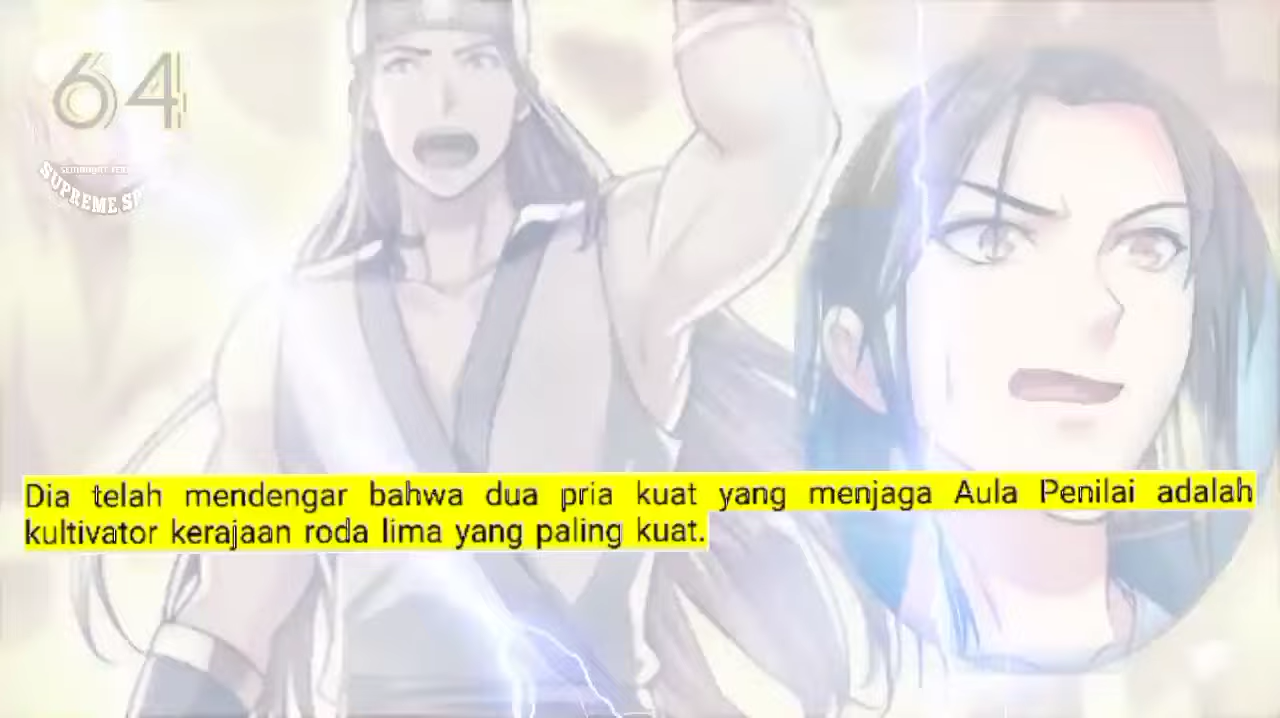 64
SUPREME
Dia telah mendengar bahwa dua pria kuat yang menjaga Aula Penilai adalah
kultivator kerajaan roda lima yang paling kuat.